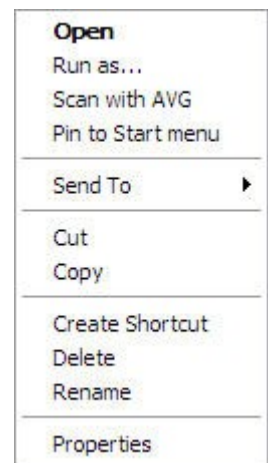 Open
Run as...
Scan with AVG
Pin to Start menu
Send To
Cut
Copy
Create Shortcut
Delete
Rename
Properties